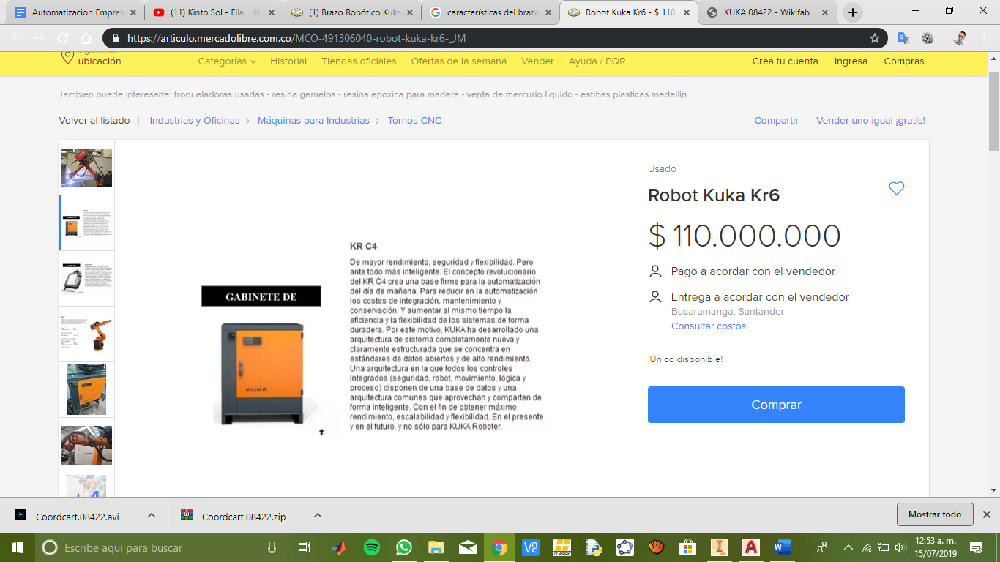 Automatizacion Empres
(11) Kinto Sol - Ella
(1) Brazo Robótico Kuka
características del brazo
Robot Kuka Kr6 - $ 110
KUKA 08422 - Wikifab
https://articulo.mercadolibre.com.co/MCO-491306040-robot-kuka-kr6-_JM
Ingresa tu
ubicación
Categorías
Historial
Tiendas oficiales
Ofertas de la semana
Vender
Ayuda / PQR
Crea tu cuenta
Ingresa
Compras
También puede interesarte: troqueladoras usadas - resina gemelos - resina epoxica para madera - venta de mercurio liquido - estibas plasticas medellin
Volver al listado
Industrias y Oficinas
Máquinas para Industrias
Tornos CNC
Compartir
Vender uno igual ¡gratis!
GABINETE DE
KUKA
KR C4
De mayor rendimiento, seguridad y flexibilidad. Pero
ante todo más inteligente. El concepto revolucionario
del KR C4 crea una base firme para la automatización
del día de mañana. Para reducir en la automatización
los costes de integración, mantenimiento y
conservación. Y aumentar al mismo tiempo la
eficiencia y la flexibilidad de los sistemas de forma
duradera. Por este motivo, KUKA ha desarrollado una
arquitectura de sistema completamente nueva y
claramente estructurada que se concentra en
estándares de datos abiertos y de alto rendimiento.
Una arquitectura en la que todos los controles
integrados (seguridad, robot, movimiento, lógica y
proceso) disponen de una base de datos y una
arquitectura comunes que aprovechan y comparten de
forma inteligente. Con el fin de obtener máximo
rendimiento, escalabilidad y flexibilidad. En el presente
y en el futuro, y no sólo para KUKA Roboter.
Usado
Robot Kuka Kr6
$ 110.000.000
Pago a acordar con el vendedor
Entrega a acordar con el vendedor
Bucaramanga, Santander
Consultar costos
¡Único disponible!
Comprar
Coordcart.08422.avi
Coordcart.08422.zip
Mostrar todo
Escribe aquí para buscar
12:53 a. m.
15/07/2019